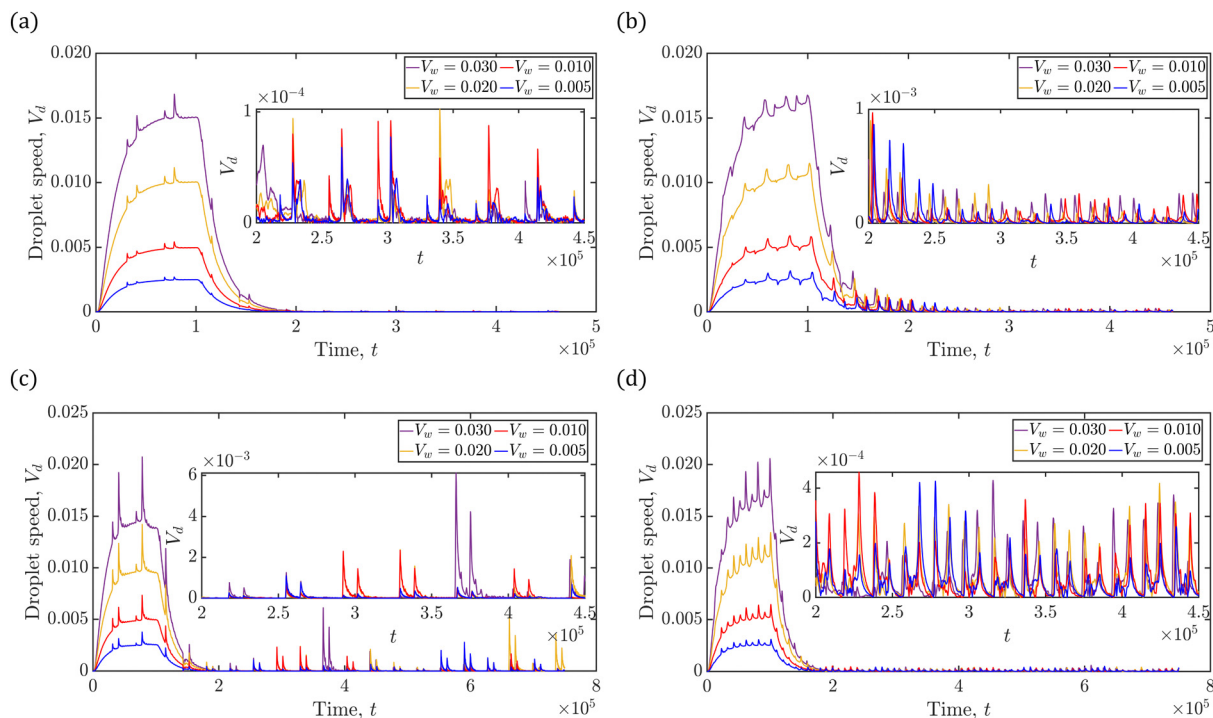 (a)
0.020
0.015
0.010
0.005
0
Droplet speed, V_d
V_w = 0.030 V_w = 0.010
V_w = 0.020 V_w = 0.005
×10^-4
1
0
V_d
2 2.5 3 3.5 4 4.5
t ×10^5
0 1 2 3 4 5
Time, t ×10^5
(b)
0.020
0.015
0.010
0.005
0
Droplet speed, V_d
V_w = 0.030 V_w = 0.010
V_w = 0.020 V_w = 0.005
×10^-3
1
0
V_d
2 2.5 3 3.5 4 4.5
t ×10^5
0 1 2 3 4 5
Time, t ×10^5
(c)
0.025
0.020
0.015
0.010
0.005
0
Droplet speed, V_d
V_w = 0.030 V_w = 0.010
V_w = 0.020 V_w = 0.005
×10^-3
6
4
2
0
V_d
2 2.5 3 3.5 4 4.5
t ×10^5
0 2 4 6 8
Time, t ×10^5
(d)
0.025
0.020
0.015
0.010
0.005
0
Droplet speed, V_d
V_w = 0.030 V_w = 0.010
V_w = 0.020 V_w = 0.005
×10^-4
4
2
0
V_d
2 2.5 3 3.5 4 4.5
t ×10^5
0 2 4 6 8
Time, t ×10^5